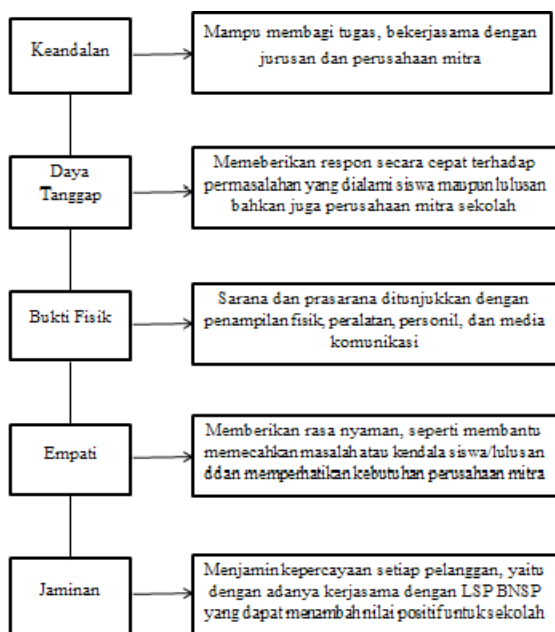 Keandalan
Mampu membagi tugas, bekerjasama dengan
jurusan dan perusahaan mitra
Daya
Tanggap
Memeberikan respon secara cepat terhadap
permasalahan yang dialami siswa maupun lulusan
bahkan juga perusahaan mitra sekolah
Bukti Fisik
Sarana dan prasarana ditunjukkan dengan
penampilan fisik, peralatan, personil, dan media
komunikasi
Empati
Memberikan rasa nyaman, seperti membantu
memecahkan masalah atau kendala siswa/lulusan
ddan memperhatikan kebutuhan perusahaan mitra
Jaminan
Menjamin kepercayaan setiap pelanggan, yaitu
dengan adanya kerjasama dengan LSP BNSP
yang dapat menambah nilai positif untuk sekolah